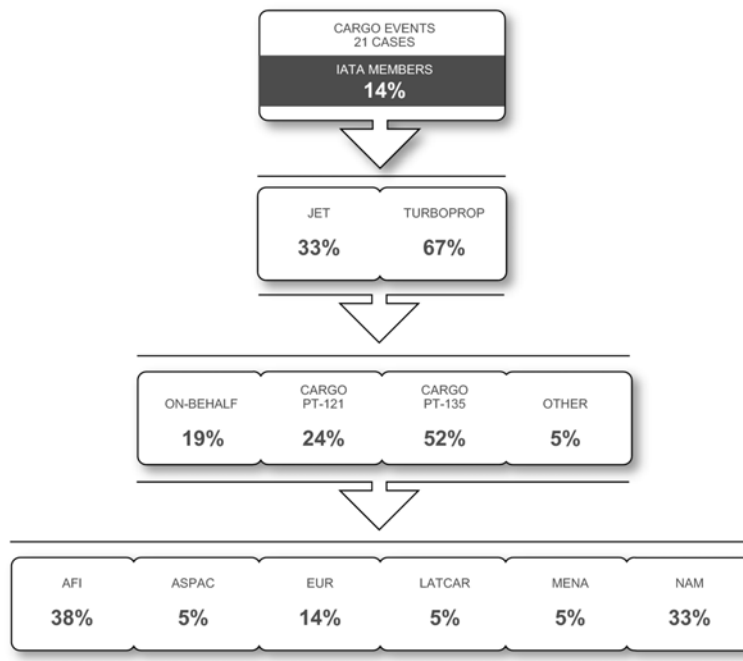 CARGO EVENTS
21 CASES
IATA MEMBERS
14%
JET
33%
TURBOPROP
67%
ON-BEHALF
19%
CARGO
PT-121
24%
CARGO
PT-135
52%
OTHER
5%
AFI
38%
ASPAC
5%
EUR
14%
LATCAR
5%
MENA
5%
NAM
33%